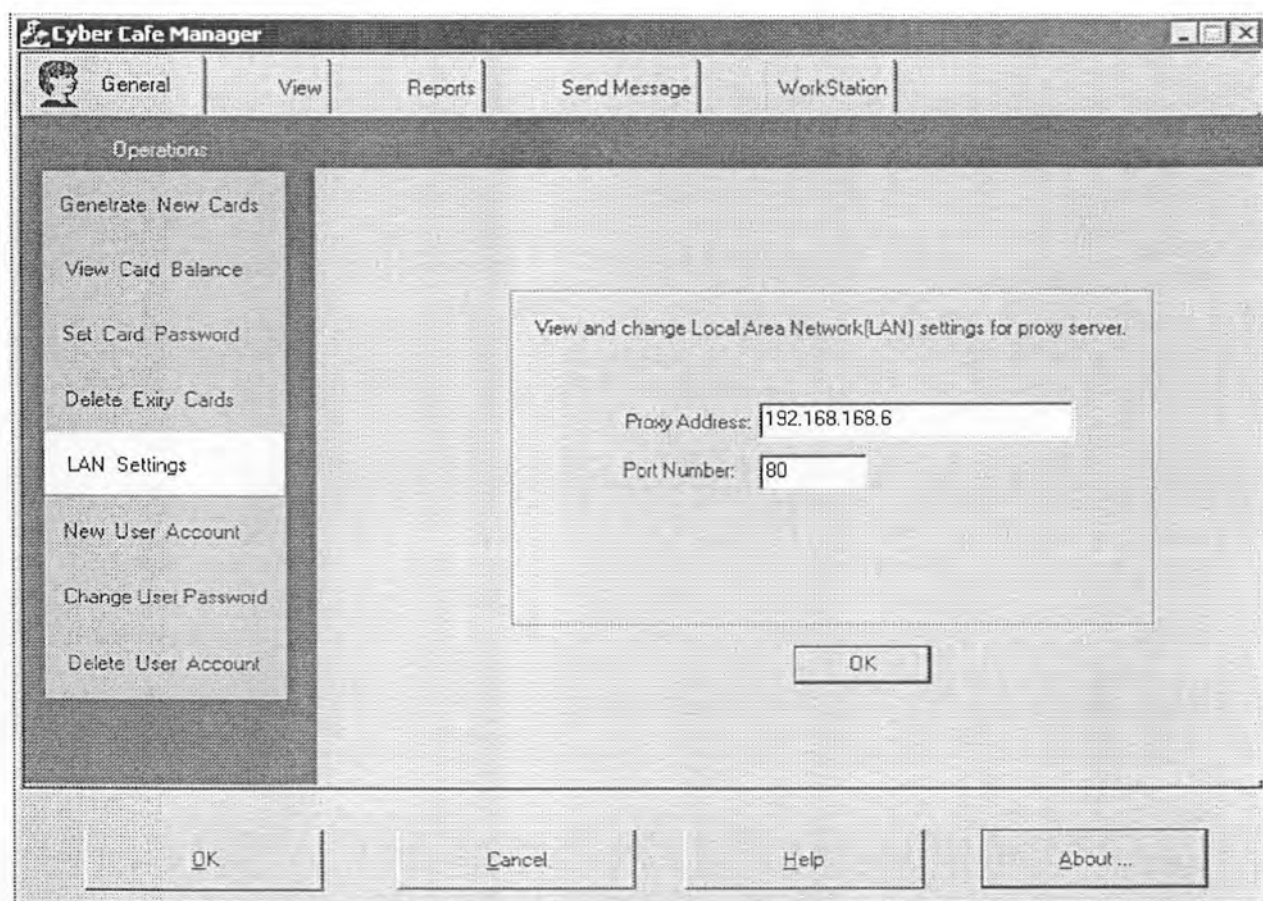 Cyber Cafe Manager
General View Reports Send Message WorkStation
Operations
Genetrate New Cards
View Card Balance
Set Card Password
Delete Exiry Cards
LAN Settings
New User Account
Change User Password
Delete User Account
View and change Local Area Network(LAN) settings for proxy server.
Proxy Address: 192.168.168.6
Port Number: 80
OK
OK Cancel Help About ...